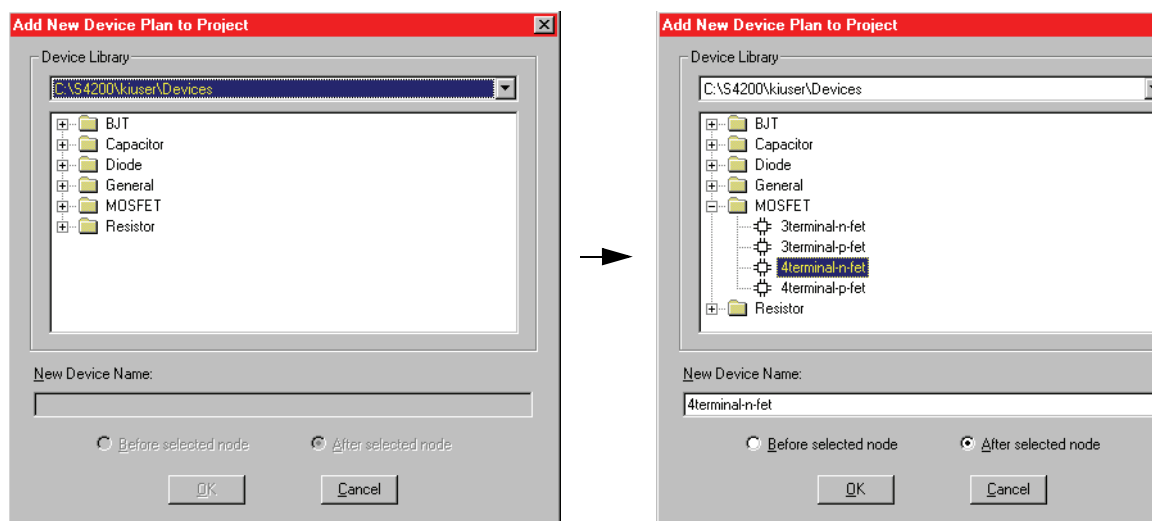 Add New Device Plan to Project
Device Library
C:\S4200\kiuser\Devices
BJT
Capacitor
Diode
General
MOSFET
Resistor
New Device Name:
Before selected node
After selected node
OK
Cancel
Add New Device Plan to Project
Device Library
C:\S4200\kiuser\Devices
BJT
Capacitor
Diode
General
MOSFET
3terminal-n-fet
3terminal-p-fet
4terminal-n-fet
4terminal-p-fet
Resistor
New Device Name:
4terminal-n-fet
Before selected node
After selected node
OK
Cancel